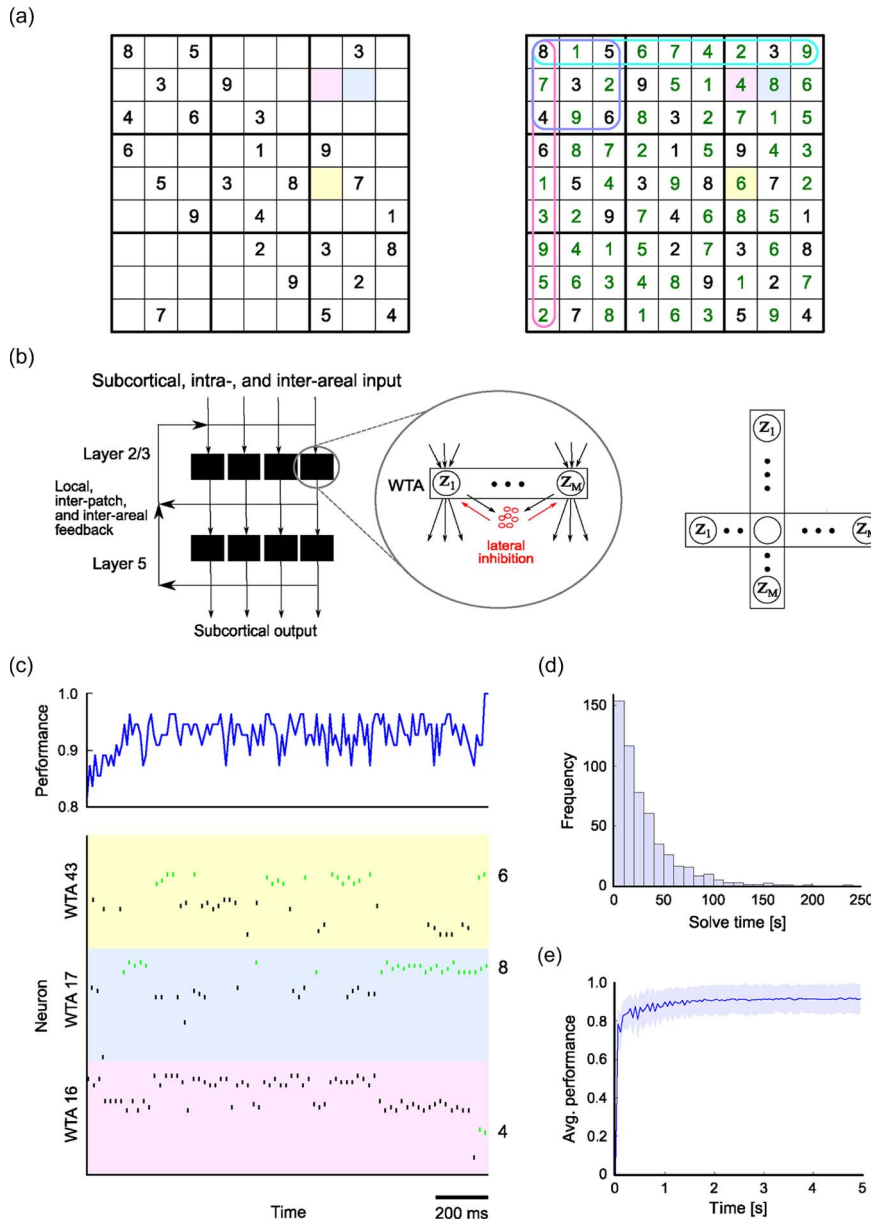 (a)
8 5 3
3 9
4 6 3
6 1 9
5 3 8 7
9 4 1
2 3 8
9 2
7 5 4
8 1 5 6 7 4 2 3 9
7 3 2 9 5 1 4 8 6
4 9 6 8 3 2 7 1 5
6 8 7 2 1 5 9 4 3
1 5 4 3 9 8 6 7 2
3 2 9 7 4 6 8 5 1
9 4 1 5 2 7 3 6 8
5 6 3 4 8 9 1 2 7
2 7 8 1 6 3 5 9 4
(b)
Subcortical, intra-, and inter-areal input
Layer 2/3
Local,
inter-patch,
and inter-areal
feedback
Layer 5
Subcortical output
WTA
Z1
ZM
lateral
inhibition
Z1
Z1
ZM
ZM
(c)
Performance
1.0
0.9
0.8
Neuron
WTA 43
6
WTA 17
8
WTA 16
4
Time
200 ms
(d)
Frequency
150
100
50
0
0 50 100 150 200 250
Solve time [s]
(e)
Avg. performance
1.0
0.8
0.6
0.4
0.2
0
0 1 2 3 4 5
Time [s]